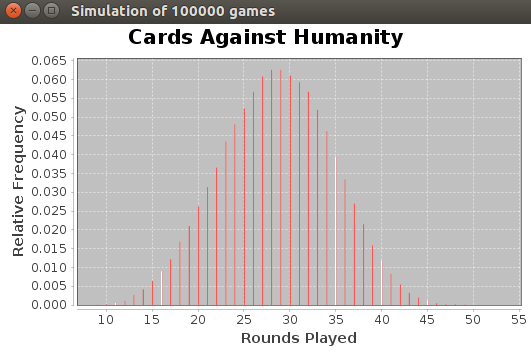 Simulation of 100000 games
Cards Against Humanity
Relative Frequency
0.065
0.060
0.055
0.050
0.045
0.040
0.035
0.030
0.025
0.020
0.015
0.010
0.005
0.000
10 15 20 25 30 35 40 45 50 55
Rounds Played